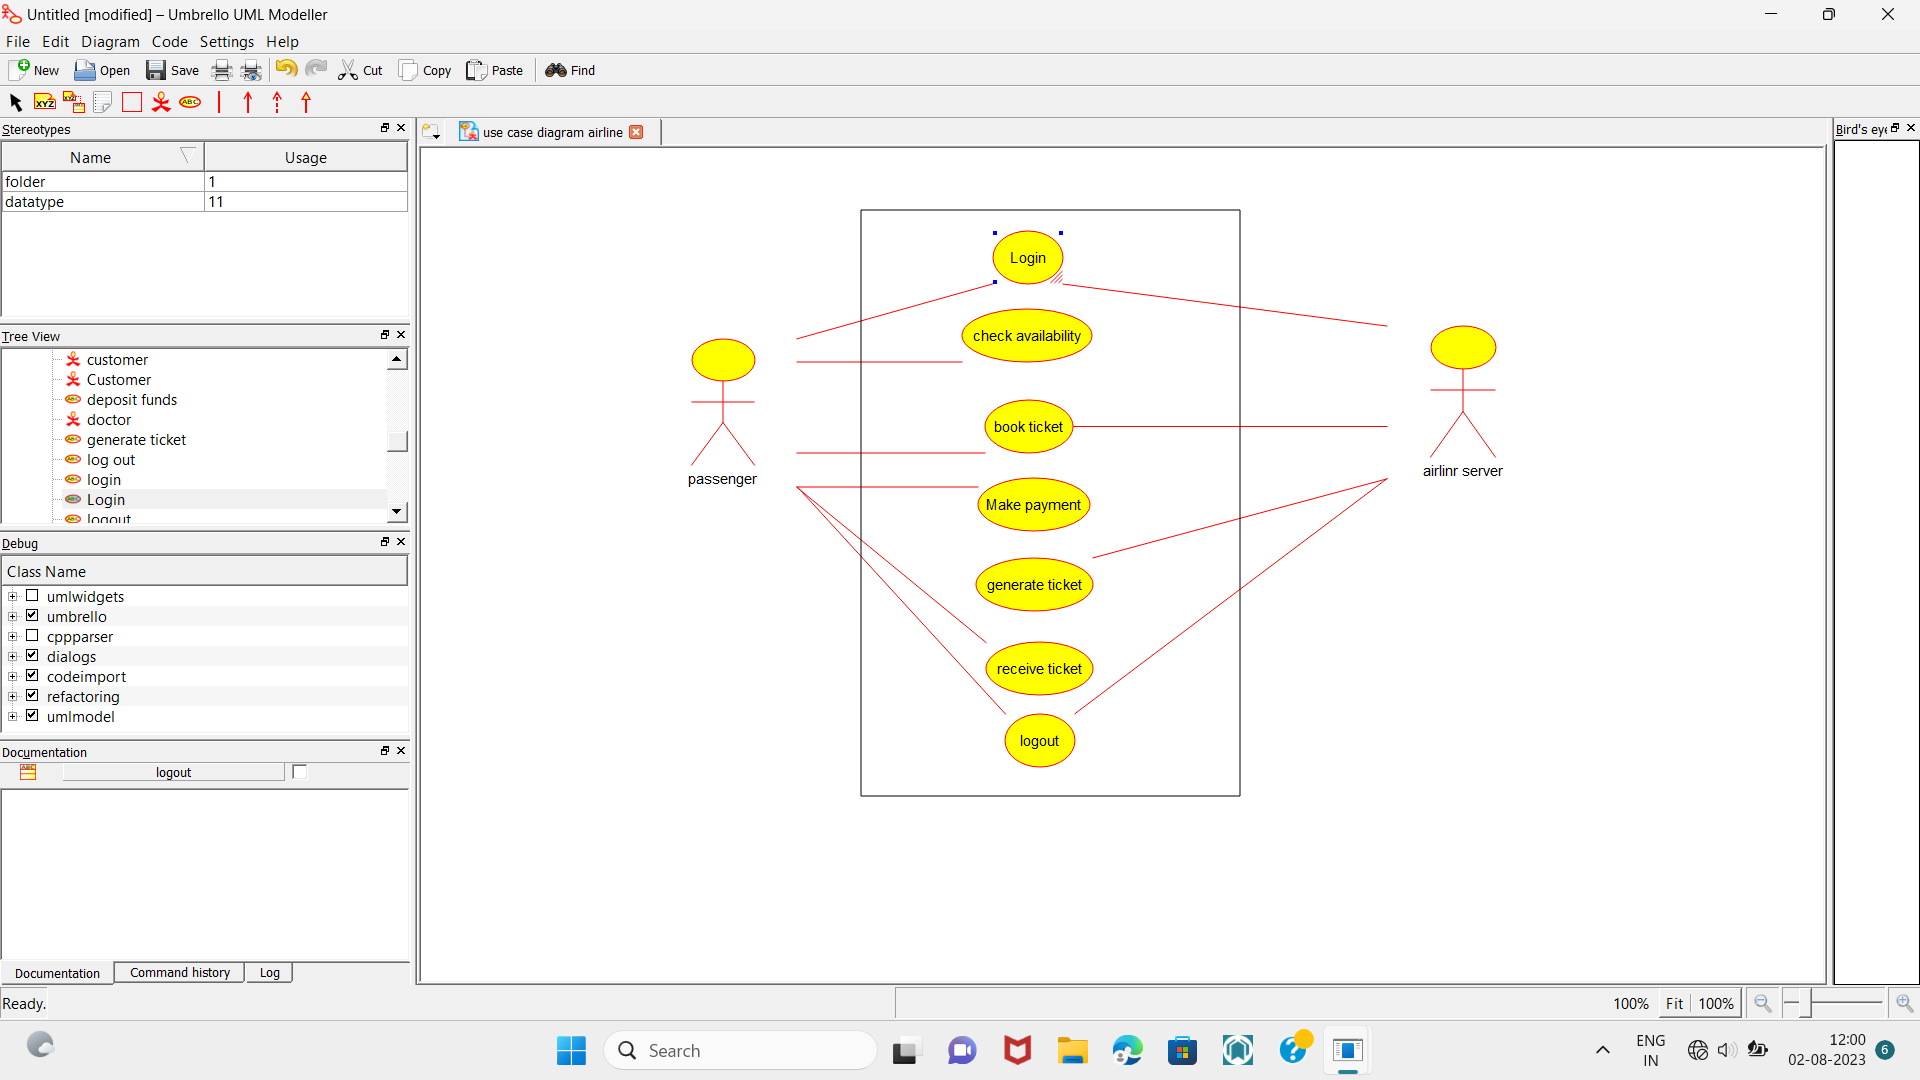 Untitled [modified] – Umbrello UML Modeller
File Edit Diagram Code Settings Help
New Open Save Cut Copy Paste Find
XYZ XYZ ABC
Stereotypes
Name Usage
folder 1
datatype 11
Tree View
customer
Customer
deposit funds
doctor
generate ticket
log out
login
Login
logout
Debug
Class Name
umlwidgets
umbrello
cppparser
dialogs
codeimport
refactoring
umlmodel
Documentation
logout
Documentation Command history Log
Ready.
use case diagram airline
Bird's eye
Login
check availability
book ticket
Make payment
generate ticket
receive ticket
logout
passenger
airlinr server
100% Fit 100%
Search
ENG
IN
12:00
02-08-2023
6